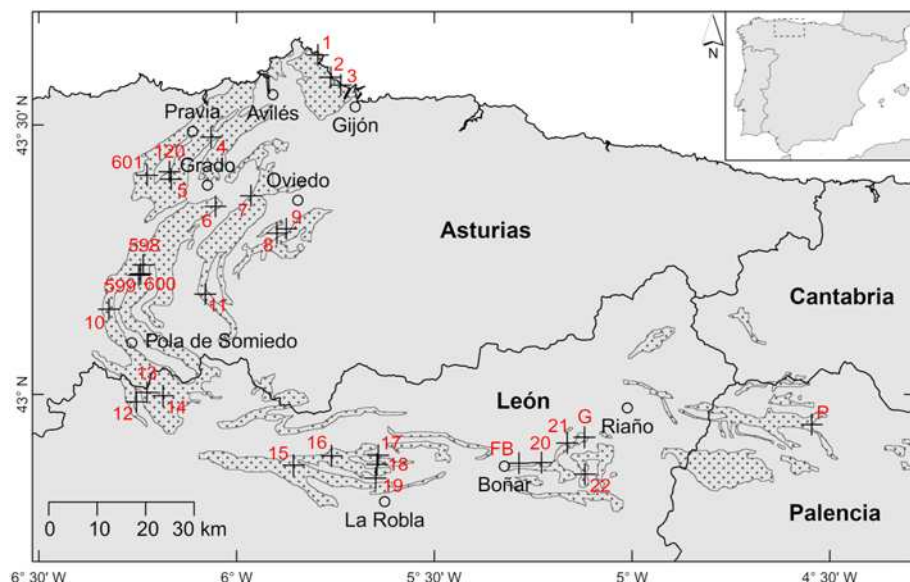 1
2
3
N
Pravia
Avilés
Gijón
43° 30' N
601
120
4
Grado
5
Oviedo
6
7
9
8
Asturias
598
599
600
11
10
Cantabria
Pola de Somiedo
13
43° N
12
14
León
Riaño
P
21
G
16
17
FB
20
15
18
Boñar
22
19
0
10
20
30 km
La Robla
Palencia
6° 30' W
6° W
5° 30' W
5° W
4° 30' W